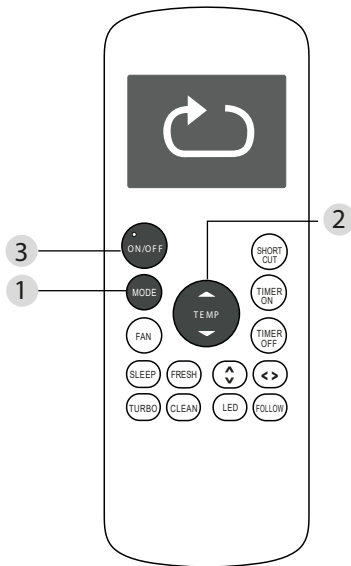 2
3
ON/OFF
SHORT
CUT
1
MODE
TEMP
TIMER
ON
FAN
TIMER
OFF
SLEEP
FRESH
TURBO
CLEAN
LED
FOLLOW